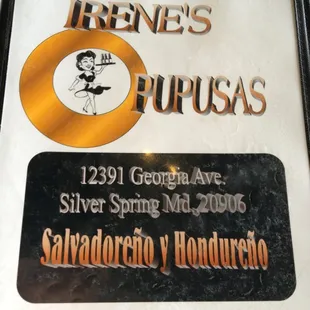 IRENE'S
PUPUSAS
12391 Georgia Ave.
Silver Spring Md, 20906
Salvadoreño y Hondureño